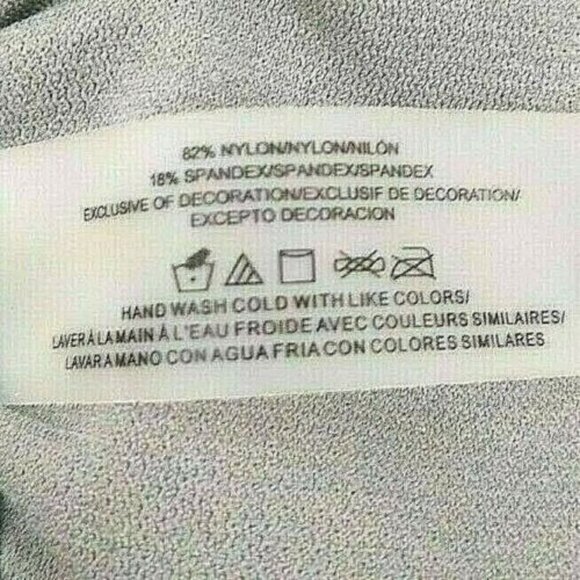 82% NYLON/NYLON/NILÓN
18% SPANDEX/SPANDEX/SPANDEX
EXCLUSIVE OF DECORATION/EXCLUSIF DE DECORATION/
EXCEPTO DECORACION
HAND WASH COLD WITH LIKE COLORS/
LAVER À LA MAIN À L'EAU FROIDE AVEC COULEURS SIMILAIRES/
LAVAR A MANO CON AGUA FRIA CON COLORES SIMILARES